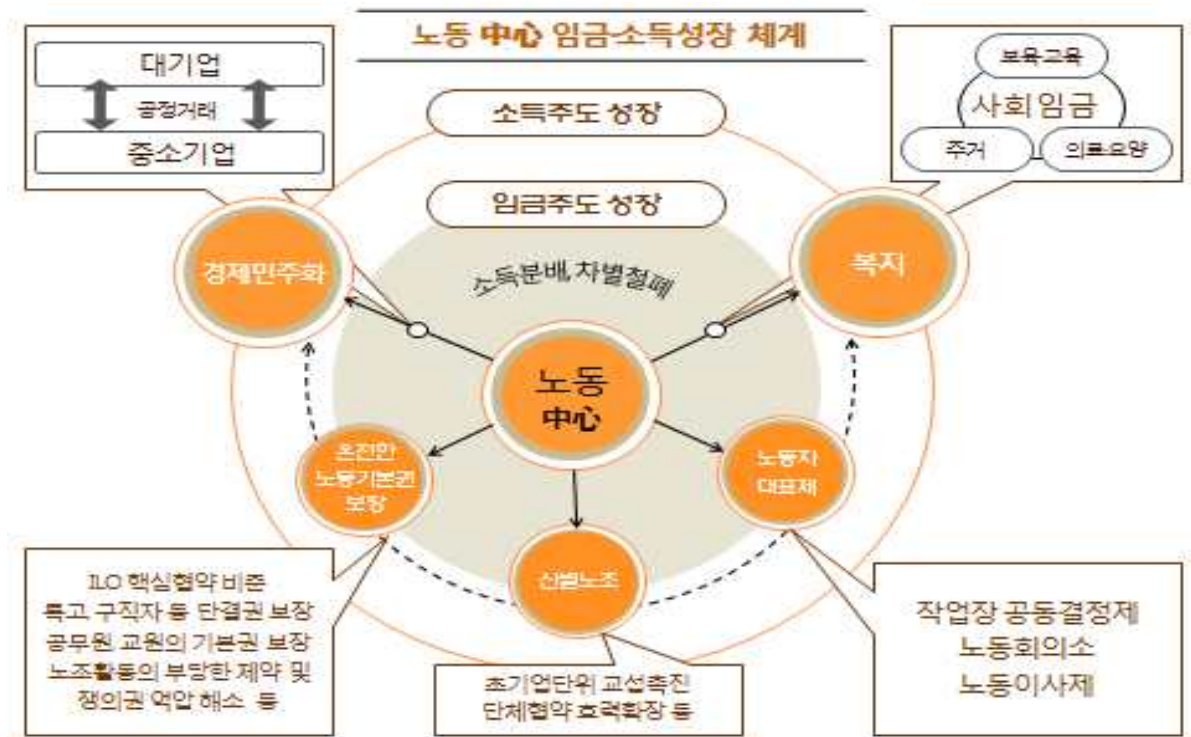 노동 中心 임금·소득성장 체계
대기업
공정거래
중소기업
보육·교육
사회임금
주거
의료·요양
소득주도 성장
임금주도 성장
소득분배, 차별철폐
경제민주화
복지
노동
中心
온전한
노동기본권
보장
노동자
대표제
산별노조
ILO 핵심협약 비준
특고 구직자 등 단결권 보장
공무원 교원의 기본권 보장
노조활동의 부당한 제약 및
쟁의권 억압 해소 등
초기업단위 교섭촉진
단체협약 효력확장 등
작업장 공동결정제
노동회의소
노동이사제